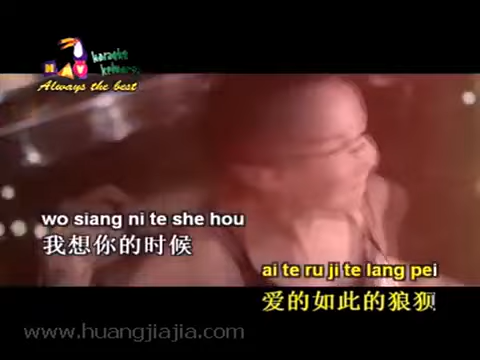 NAV karaoke
Always the best
wo siang ni te she hou
我想你的时候
ai te ru ji te lang pei
爱的如此的狼狈
www.huangjiajia.com